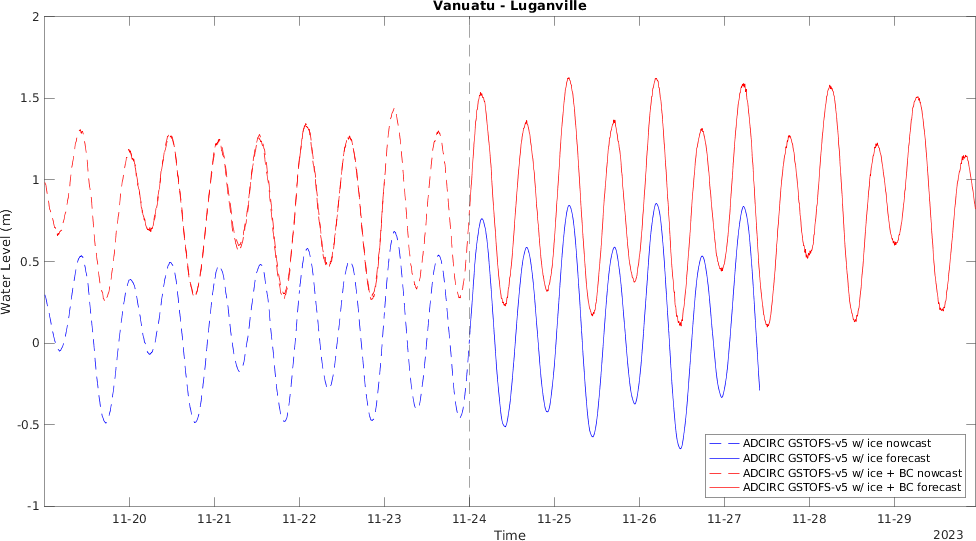 Vanuatu - Luganville
2
1.5
1
0.5
0
-0.5
-1
Water Level (m)
11-20 11-21 11-22 11-23 11-24 11-25 11-26 11-27 11-28 11-29
Time
2023
ADCIRC GSTOFS-v5 w/ ice nowcast
ADCIRC GSTOFS-v5 w/ ice forecast
ADCIRC GSTOFS-v5 w/ ice + BC nowcast
ADCIRC GSTOFS-v5 w/ ice + BC forecast